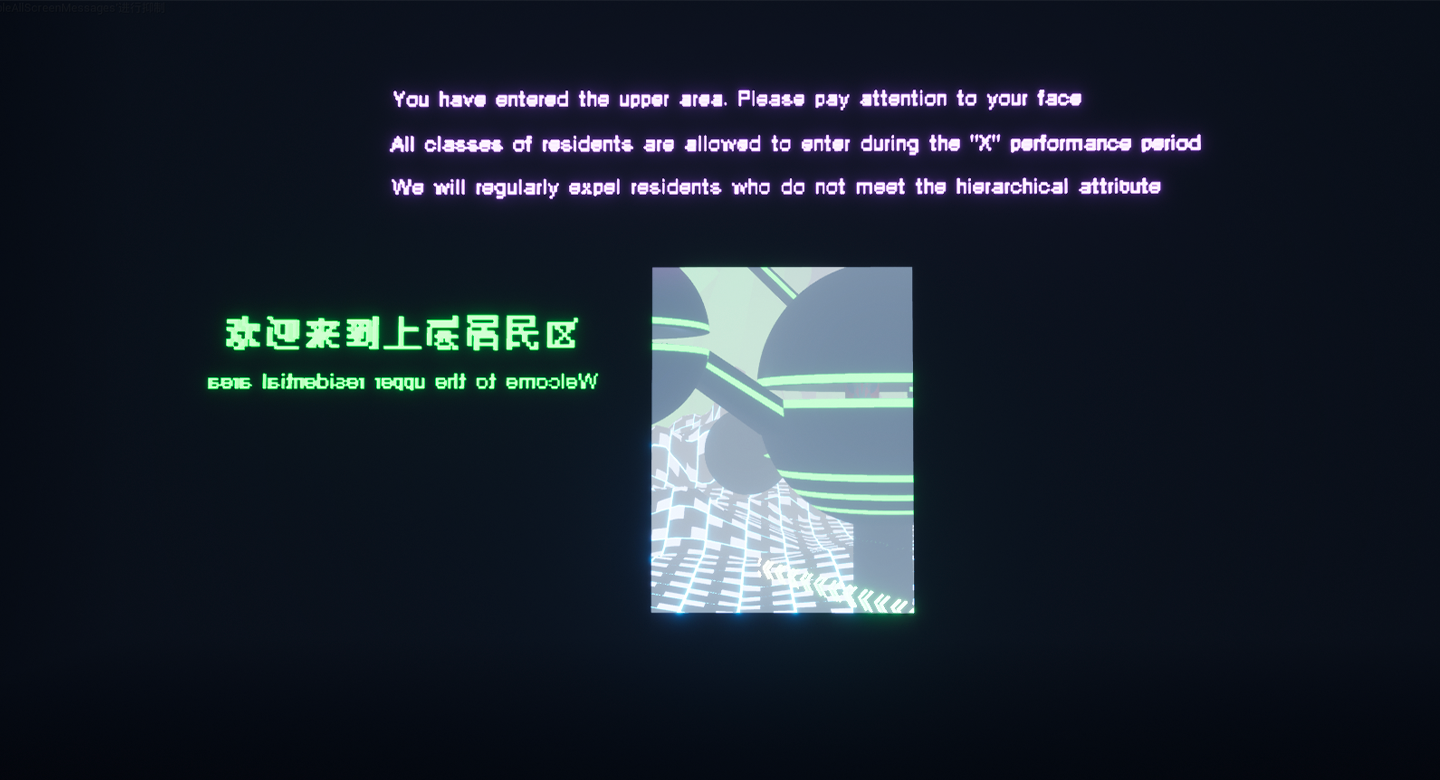 You have entered the upper area. Please pay attention to your face
All classes of residents are allowed to enter during the "X" performance period
We will regularly expel residents who do not meet the hierarchical attribute
欢迎来到上层居民区
Welcome to the upper residential area